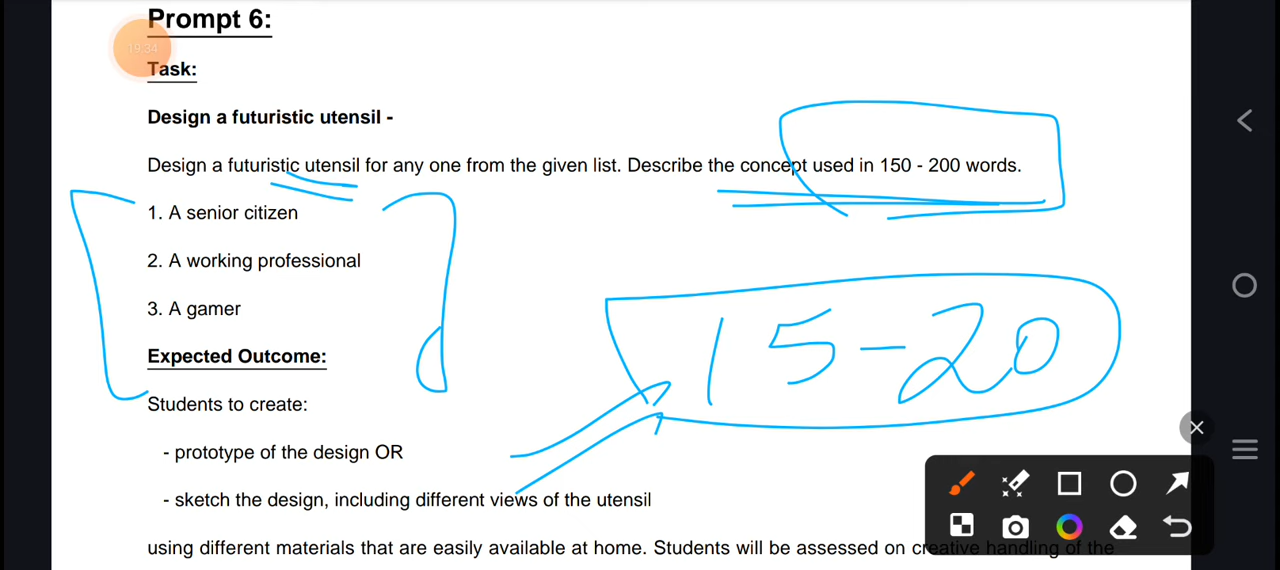 Prompt 6:
19:34
Task:
Design a futuristic utensil -
Design a futuristic utensil for any one from the given list. Describe the concept used in 150 - 200 words.
1. A senior citizen
2. A working professional
3. A gamer
15-20
Expected Outcome:
Students to create:
- prototype of the design OR
- sketch the design, including different views of the utensil
using different materials that are easily available at home. Students will be assessed on creative handling of the